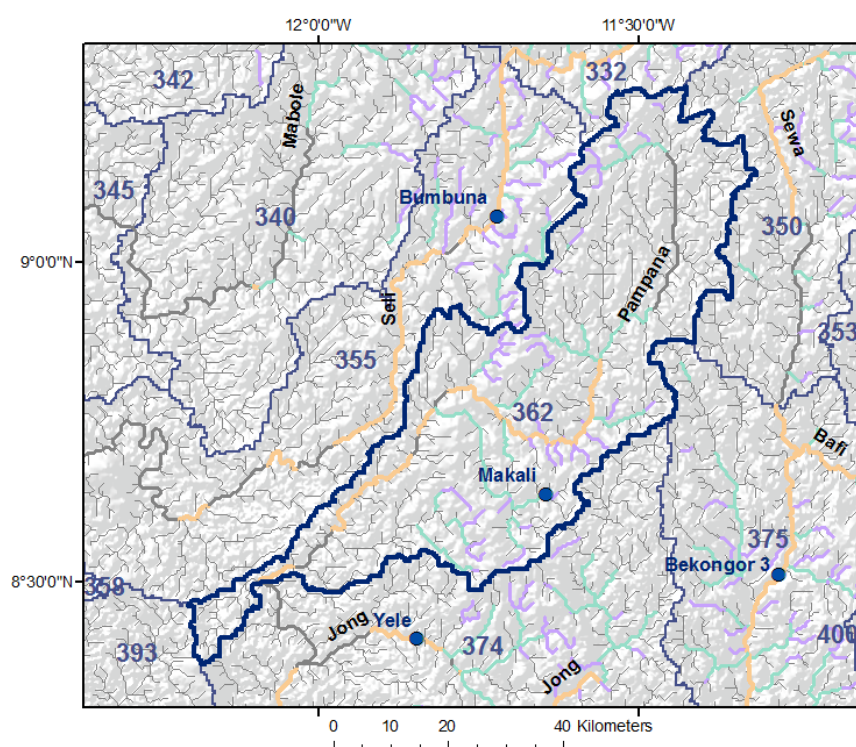 12°0'0"W
11°30'0"W
342
332
Mabole
Sewa
345
Bumbuna
340
350
9°0'0"N
Pampana
Seli
353
355
362
Bafi
Makali
375
Bekongor 3
8°30'0"N
358
Jong
Yele
374
400
393
Jong
0 10 20 40 Kilometers